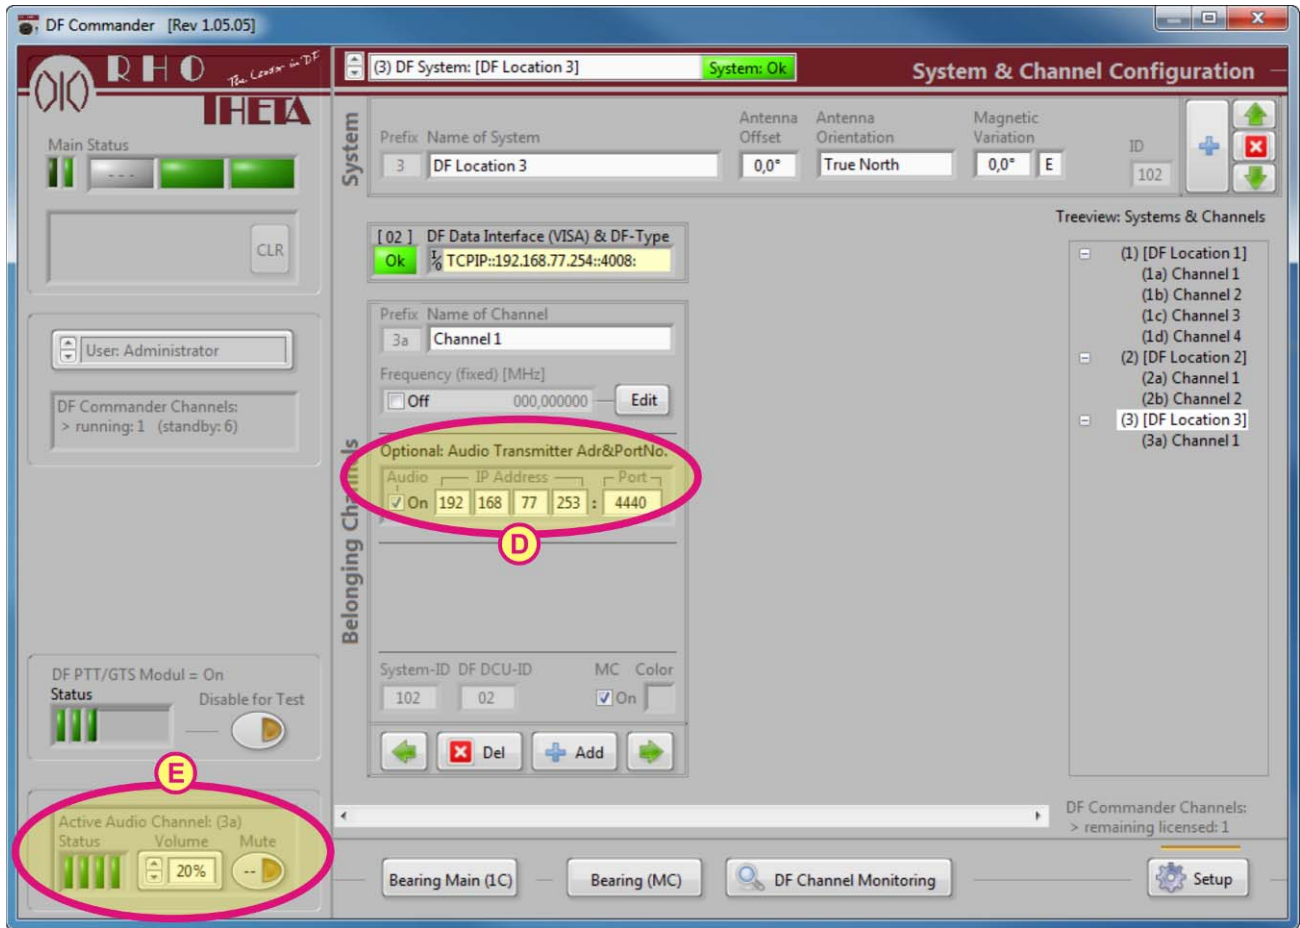 DF Commander [Rev 1.05.05]
RHO
The Leader in DF
THETA
Main Status
- - -
CLR
User: Administrator
DF Commander Channels:
> running: 1 (standby: 6)
DF PTT/GTS Modul = On
Status
Disable for Test
E
Active Audio Channel: (3a)
Status Volume Mute
20% --
(3) DF System: [DF Location 3] System: Ok
System & Channel Configuration
System
Prefix Name of System Antenna Offset Antenna Orientation Magnetic Variation ID
3 DF Location 3 0,0° True North 0,0° E 102
[ 02 ] DF Data Interface (VISA) & DF-Type
Ok I/O TCPIP::192.168.77.254::4008:
Belonging Channels
Prefix Name of Channel
3a Channel 1
Frequency (fixed) [MHz]
Off 000,000000 Edit
Optional: Audio Transmitter Adr&PortNo.
Audio IP Address Port
On 192 168 77 253 : 4440
D
System-ID DF DCU-ID MC Color
102 02 On
Del Add
Treeview: Systems & Channels
(1) [DF Location 1]
(1a) Channel 1
(1b) Channel 2
(1c) Channel 3
(1d) Channel 4
(2) [DF Location 2]
(2a) Channel 1
(2b) Channel 2
(3) [DF Location 3]
(3a) Channel 1
DF Commander Channels:
> remaining licensed: 1
Bearing Main (1C) Bearing (MC) DF Channel Monitoring Setup